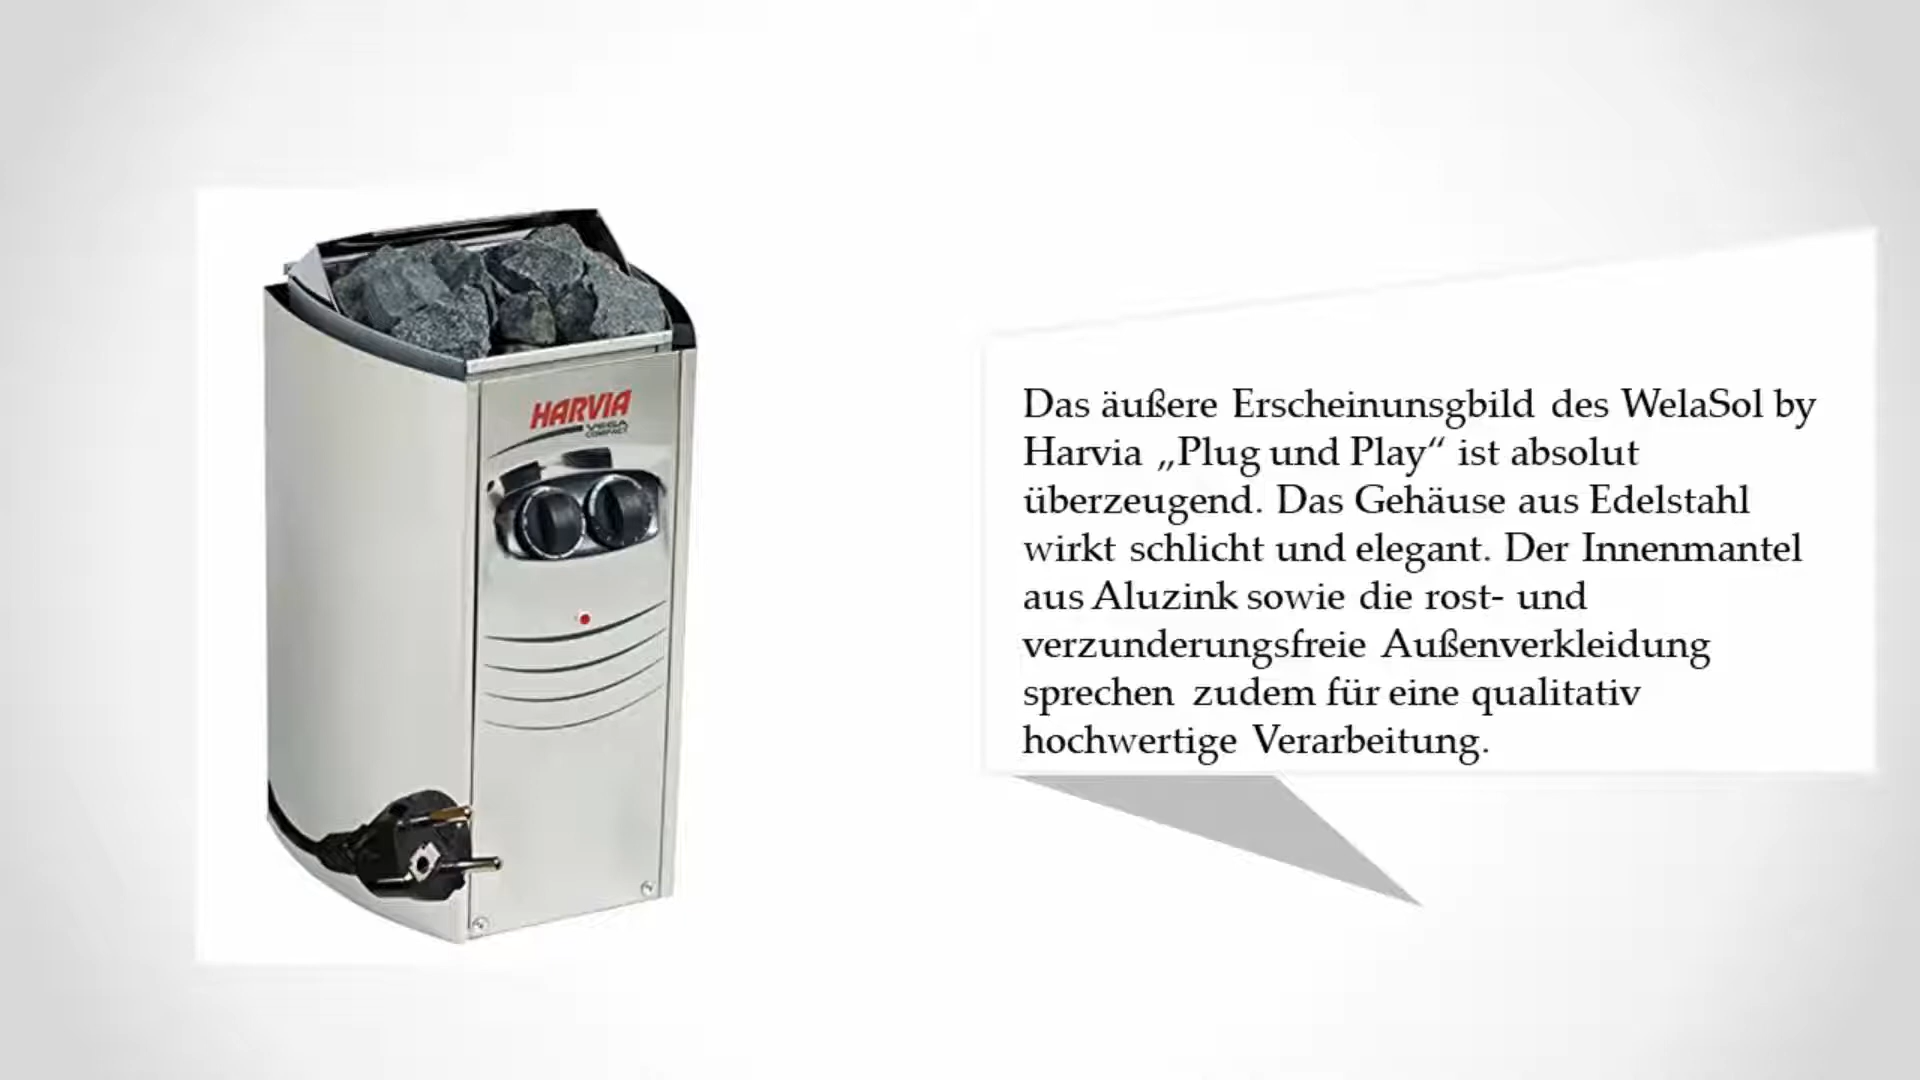 HARVIA
VEGA
COMPACT
Das äußere Erscheinunsgbild des WelaSol by
Harvia „Plug und Play“ ist absolut
überzeugend. Das Gehäuse aus Edelstahl
wirkt schlicht und elegant. Der Innenmantel
aus Aluzink sowie die rost- und
verzunderungsfreie Außenverkleidung
sprechen zudem für eine qualitativ
hochwertige Verarbeitung.